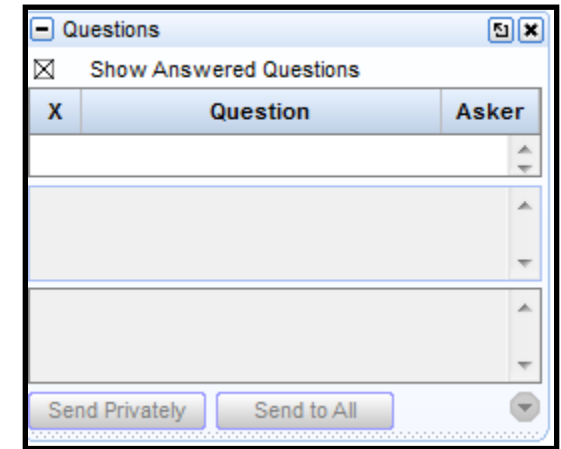 Questions
Show Answered Questions
X Question Asker
Send Privately Send to All